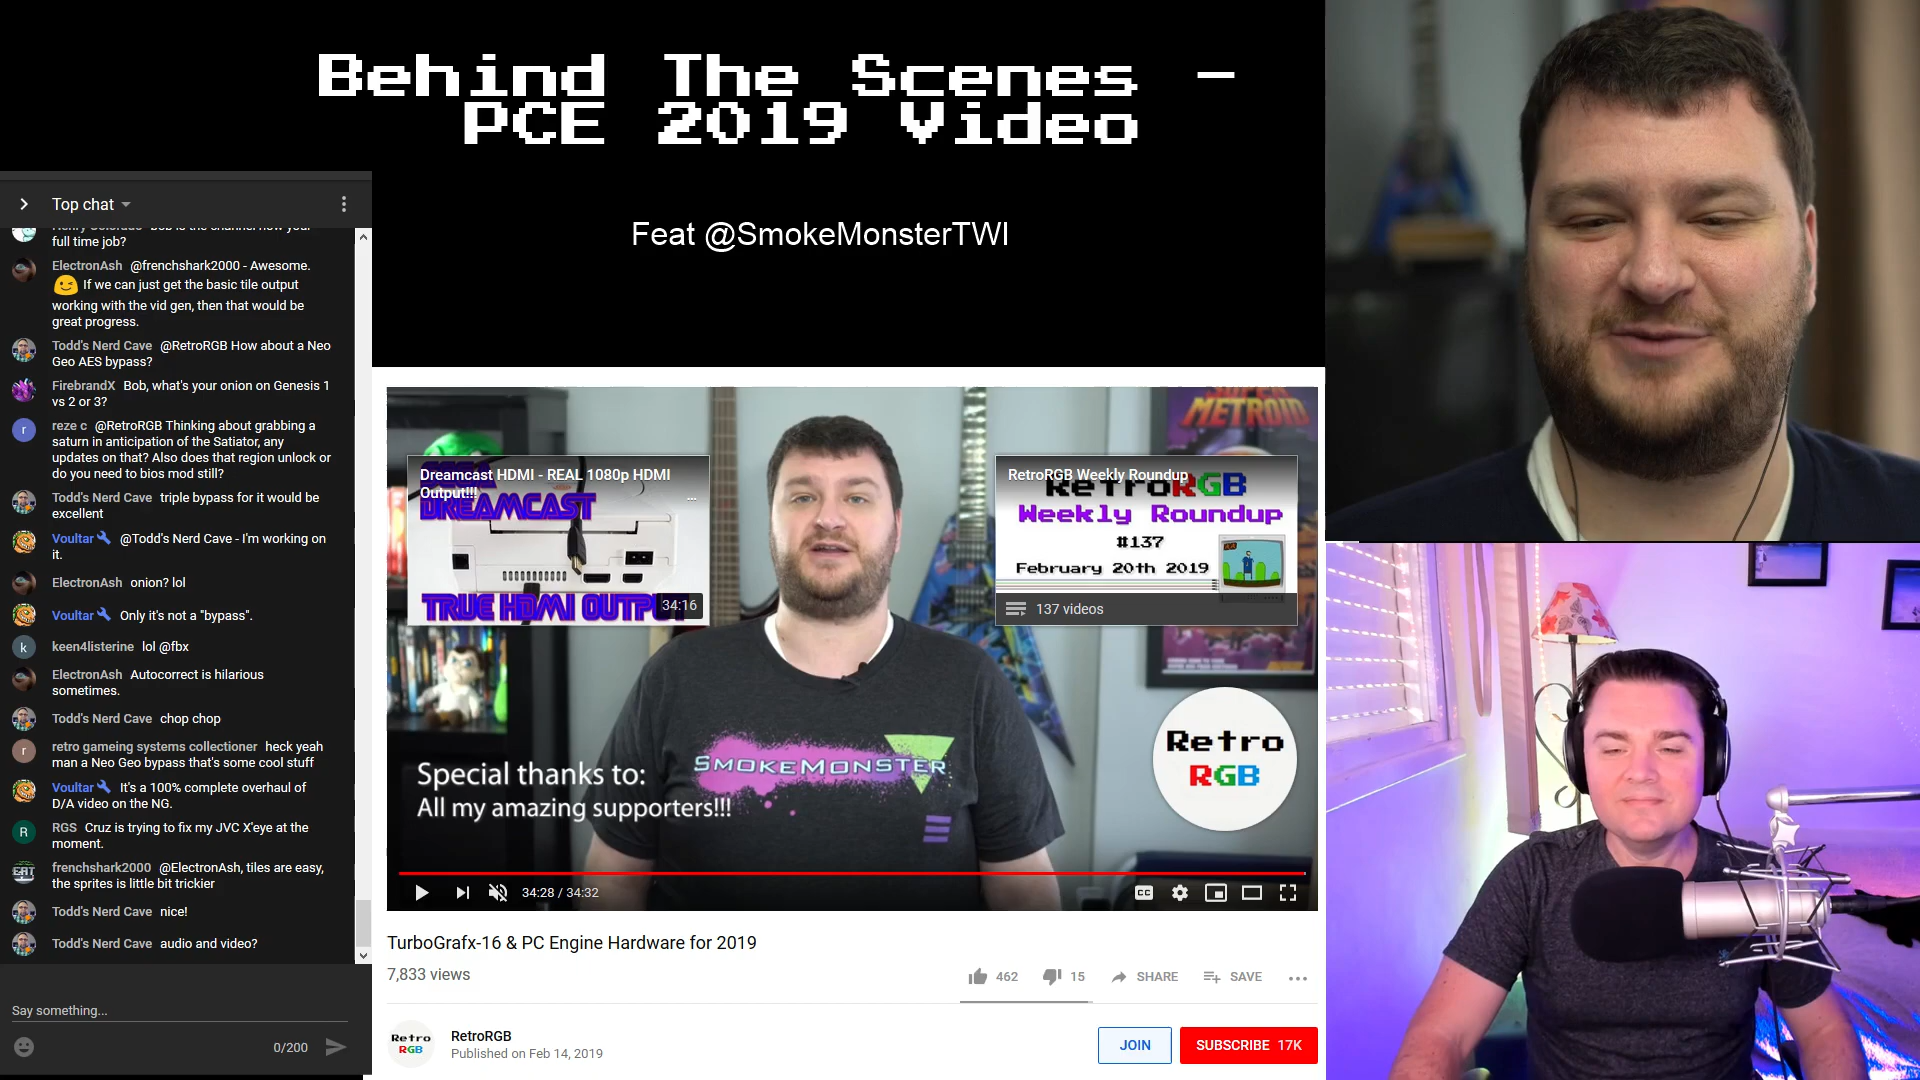 Behind The Scenes -
PCE 2019 Video
Feat @SmokeMonsterTWI
Top chat
full time job?
ElectronAsh @frenchshark2000 - Awesome.
If we can just get the basic tile output
working with the vid gen, then that would be
great progress.
Todd's Nerd Cave @RetroRGB How about a Neo
Geo AES bypass?
FirebrandX Bob, what's your onion on Genesis 1
vs 2 or 3?
r
reze c @RetroRGB Thinking about grabbing a
saturn in anticipation of the Satiator, any
updates on that? Also does that region unlock or
do you need to bios mod still?
Todd's Nerd Cave triple bypass for it would be
excellent
Voultar @Todd's Nerd Cave - I'm working on
it.
ElectronAsh onion? lol
Voultar Only it's not a "bypass".
k
keen4listerine lol @fbx
ElectronAsh Autocorrect is hilarious
sometimes.
Todd's Nerd Cave chop chop
r
retro gameing systems collectioner heck yeah
man a Neo Geo bypass that's some cool stuff
Voultar It's a 100% complete overhaul of
D/A video on the NG.
R
RGS Cruz is trying to fix my JVC X'eye at the
moment.
frenchshark2000 @ElectronAsh, tiles are easy,
the sprites is little bit trickier
Todd's Nerd Cave nice!
Todd's Nerd Cave audio and video?
Say something...
0/200
Dreamcast HDMI - REAL 1080p HDMI
Output!!!
...
DREAMCAST
TRUE HDMI OUTPUT
34:16
RetroRGB Weekly Roundup
RetroRGB
Weekly Roundup
#137
February 20th 2019
137 videos
METROID
SMOKEMONSTER
Special thanks to:
All my amazing supporters!!!
Retro
RGB
34:28 / 34:32
CC
TurboGrafx-16 & PC Engine Hardware for 2019
7,833 views
462
15
SHARE
SAVE
Retro
RGB
RetroRGB
Published on Feb 14, 2019
JOIN
SUBSCRIBE 17K